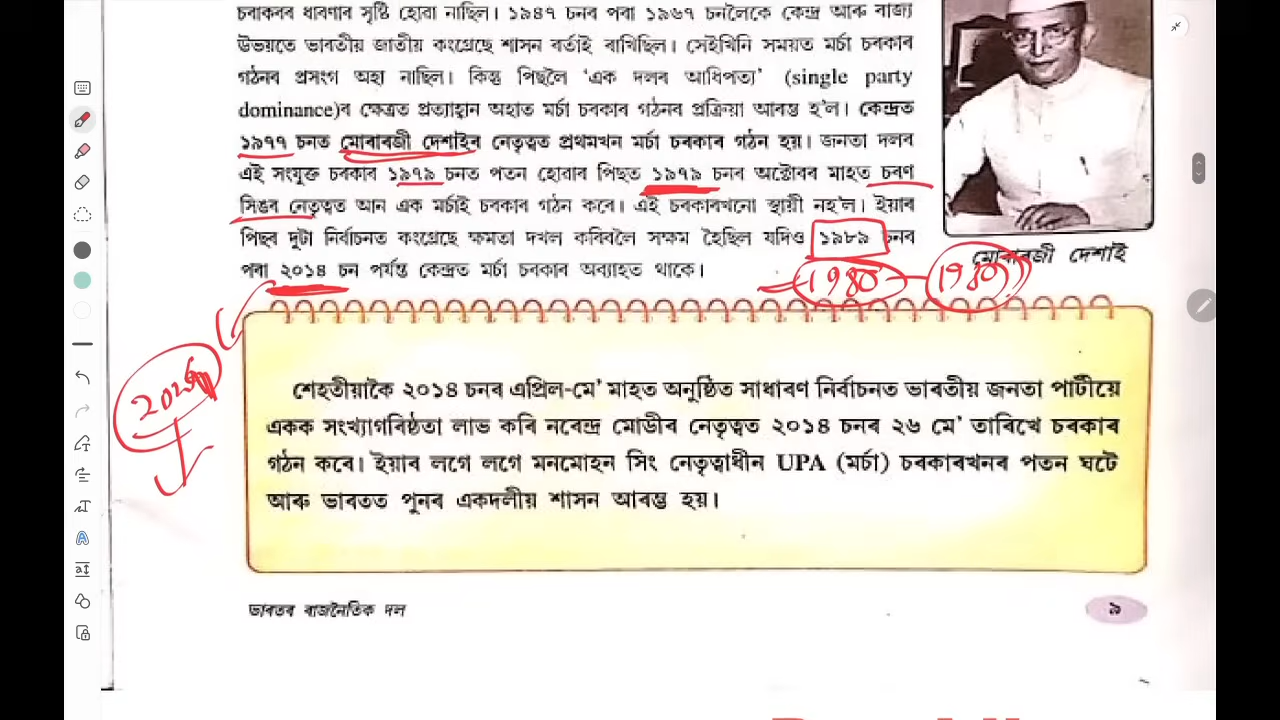 চৰাকৰৰ ধাৰণাৰ সৃষ্টি হোৱা নাছিল। ১৯৪৭ চনৰ পৰা ১৯৬৭ চনলৈকে কেন্দ্ৰ আৰু ৰাজ্য
উভয়তে ভাৰতীয় জাতীয় কংগ্ৰেছে শাসন বৰ্তাই ৰাখিছিল। সেইখিনি সময়ত মৰ্চা চৰকাৰ
গঠনৰ প্ৰসংগ অহা নাছিল। কিন্তু পিছলৈ ‘এক দলৰ আধিপত্য’ (single party
dominance)ৰ ক্ষেত্ৰত প্ৰত্যাহ্বান অহাত মৰ্চা চৰকাৰ গঠনৰ প্ৰক্ৰিয়া আৰম্ভ হ’ল। কেন্দ্ৰত
১৯৭৭ চনত মোৰাৰজী দেশাইৰ নেতৃত্বত প্ৰথমখন মৰ্চা চৰকাৰ গঠন হয়। জনতা দলৰ
এই সংযুক্ত চৰকাৰ ১৯৭৯ চনত পতন হোৱাৰ পিছত ১৯৭৯ চনৰ অক্টোবৰ মাহত চৰণ
সিঙৰ নেতৃত্বত আন এক মৰ্চাই চৰকাৰ গঠন কৰে। এই চৰকাৰখনো স্থায়ী নহ’ল। ইয়াৰ
পিছৰ দুটা নিৰ্বাচনত কংগ্ৰেছে ক্ষমতা দখল কৰিবলৈ সক্ষম হৈছিল যদিও ১৯৮৯ চনৰ
পৰা ২০১৪ চন পৰ্যন্ত কেন্দ্ৰত মৰ্চা চৰকাৰ অব্যাহত থাকে।
মোৰাৰজী দেশাই
1980
শেহতীয়াকৈ ২০১৪ চনৰ এপ্ৰিল-মে’ মাহত অনুষ্ঠিত সাধাৰণ নিৰ্বাচনত ভাৰতীয় জনতা পাৰ্টীয়ে
একক সংখ্যাগৰিষ্ঠতা লাভ কৰি নৰেন্দ্ৰ মোডীৰ নেতৃত্বত ২০১৪ চনৰ ২৬ মে’ তাৰিখে চৰকাৰ
গঠন কৰে। ইয়াৰ লগে লগে মনমোহন সিং নেতৃত্বাধীন UPA (মৰ্চা) চৰকাৰখনৰ পতন ঘটে
আৰু ভাৰতত পুনৰ একদলীয় শাসন আৰম্ভ হয়।
ভাৰতৰ ৰাজনৈতিক দল
৯